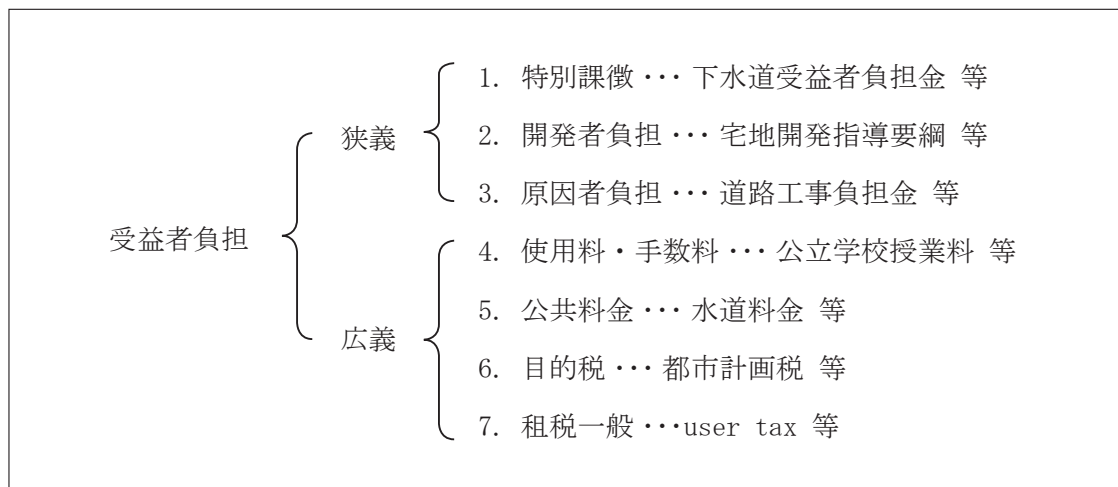 1. 特別課徴 ･･･ 下水道受益者負担金 等
狭義
2. 開発者負担 ･･･ 宅地開発指導要綱 等
3. 原因者負担 ･･･ 道路工事負担金 等
受益者負担
4. 使用料・手数料 ･･･ 公立学校授業料 等
5. 公共料金 ･･･ 水道料金 等
広義
6. 目的税 ･･･ 都市計画税 等
7. 租税一般 ･･･user tax 等